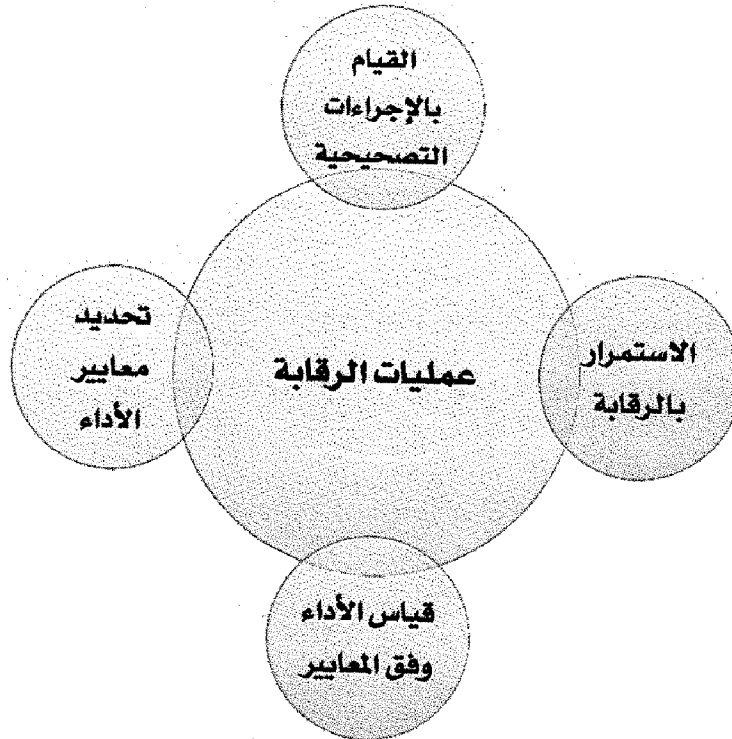 القيام
بالإجراءات
التصحيحية
الاستمرار
بالرقابة
عمليات الرقابة
تحديد
معايير
الأداء
قياس الأداء
وفق المعايير